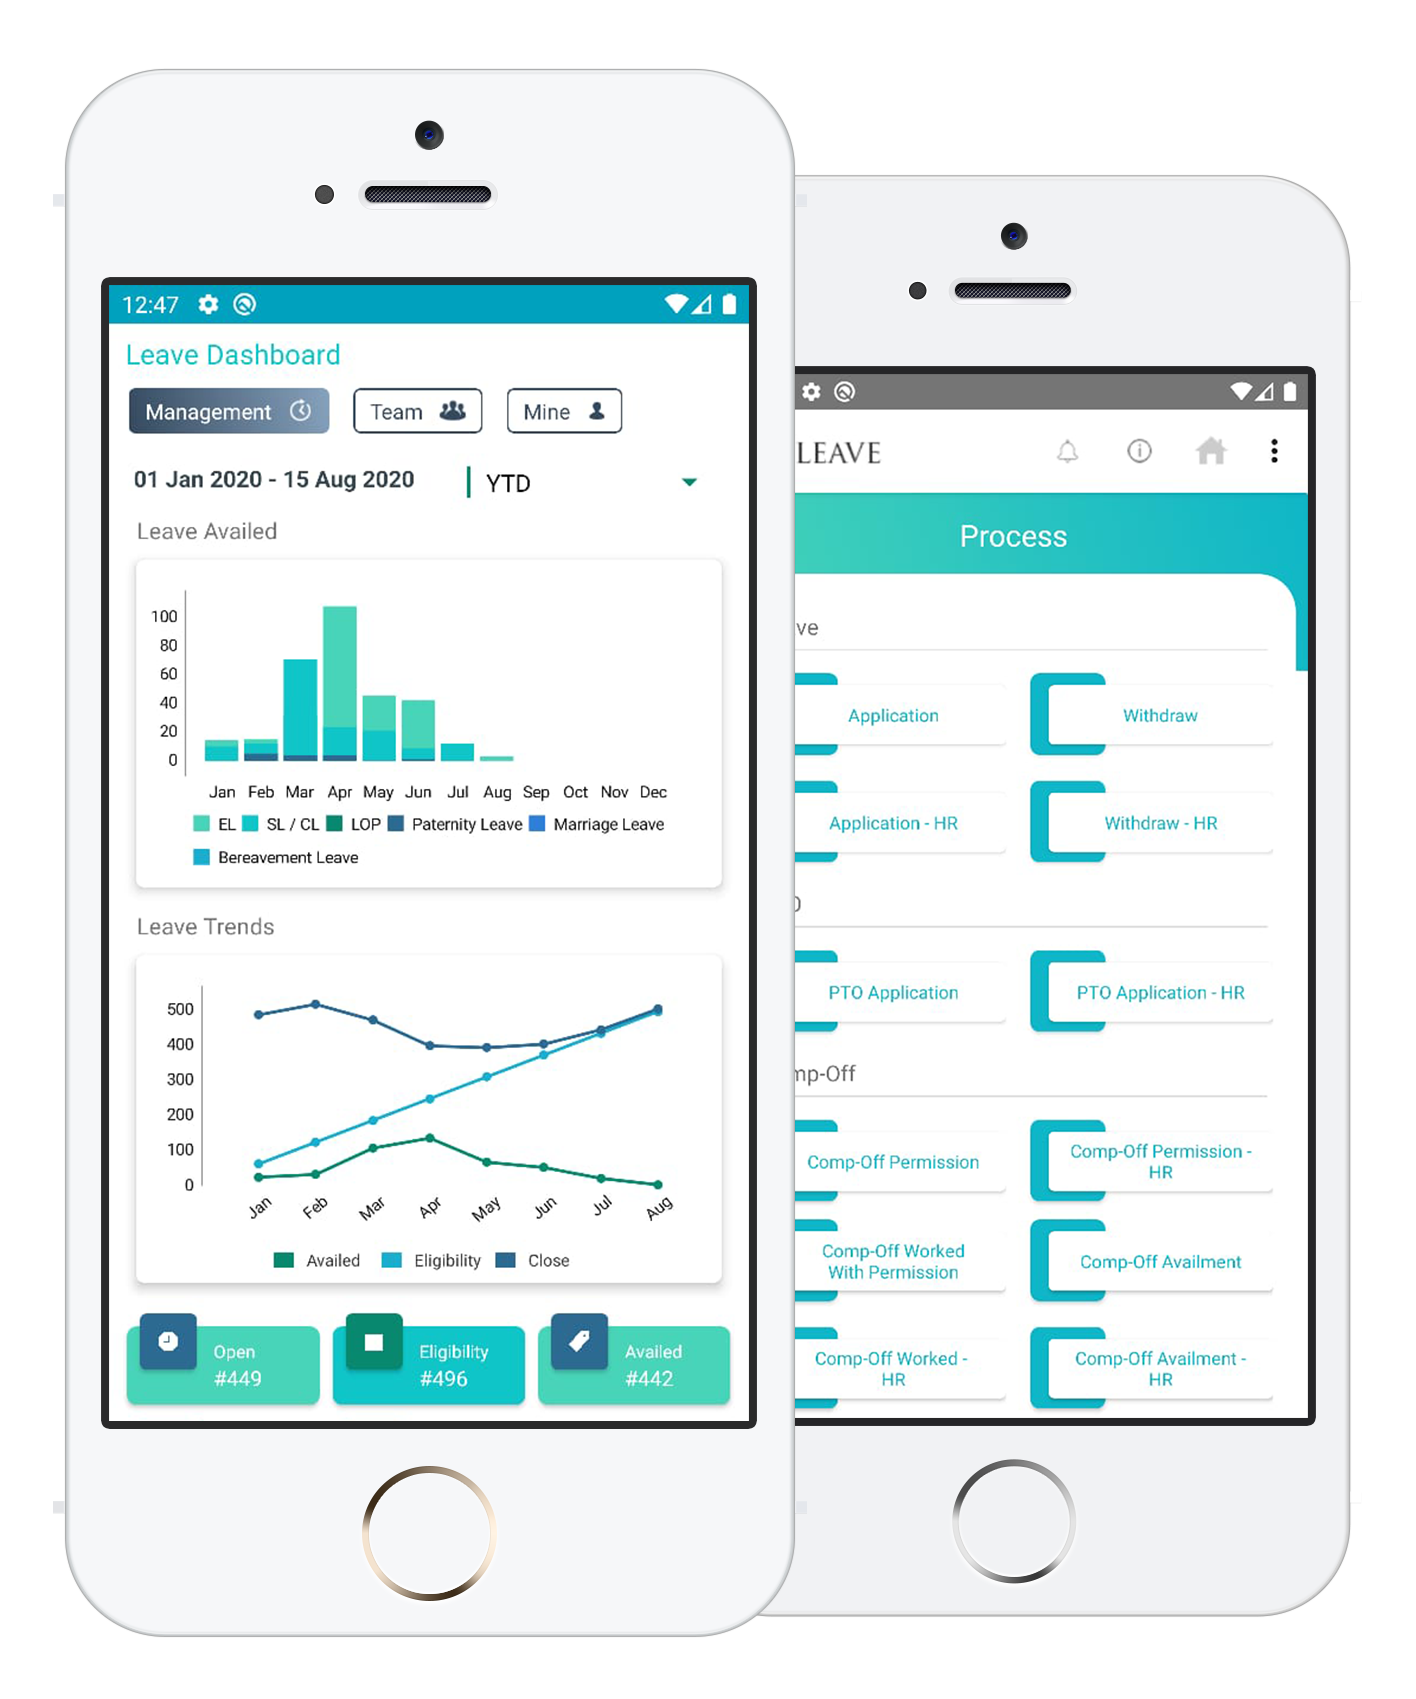 12:47
Leave Dashboard
Management
Team
Mine
01 Jan 2020 - 15 Aug 2020
YTD
Leave Availed
100
80
60
40
20
0
Jan Feb Mar Apr May Jun Jul Aug Sep Oct Nov Dec
EL SL / CL LOP Paternity Leave Marriage Leave
Bereavement Leave
Leave Trends
500
400
300
200
100
0
Jan Feb Mar Apr May Jun Jul Aug
Availed Eligibility Close
Open
#449
Eligibility
#496
Availed
#442
LEAVE
Process
ve
Application
Withdraw
Application - HR
Withdraw - HR
PTO Application
PTO Application - HR
mp-Off
Comp-Off Permission
Comp-Off Permission -
HR
Comp-Off Worked
With Permission
Comp-Off Availment
Comp-Off Worked -
HR
Comp-Off Availment -
HR